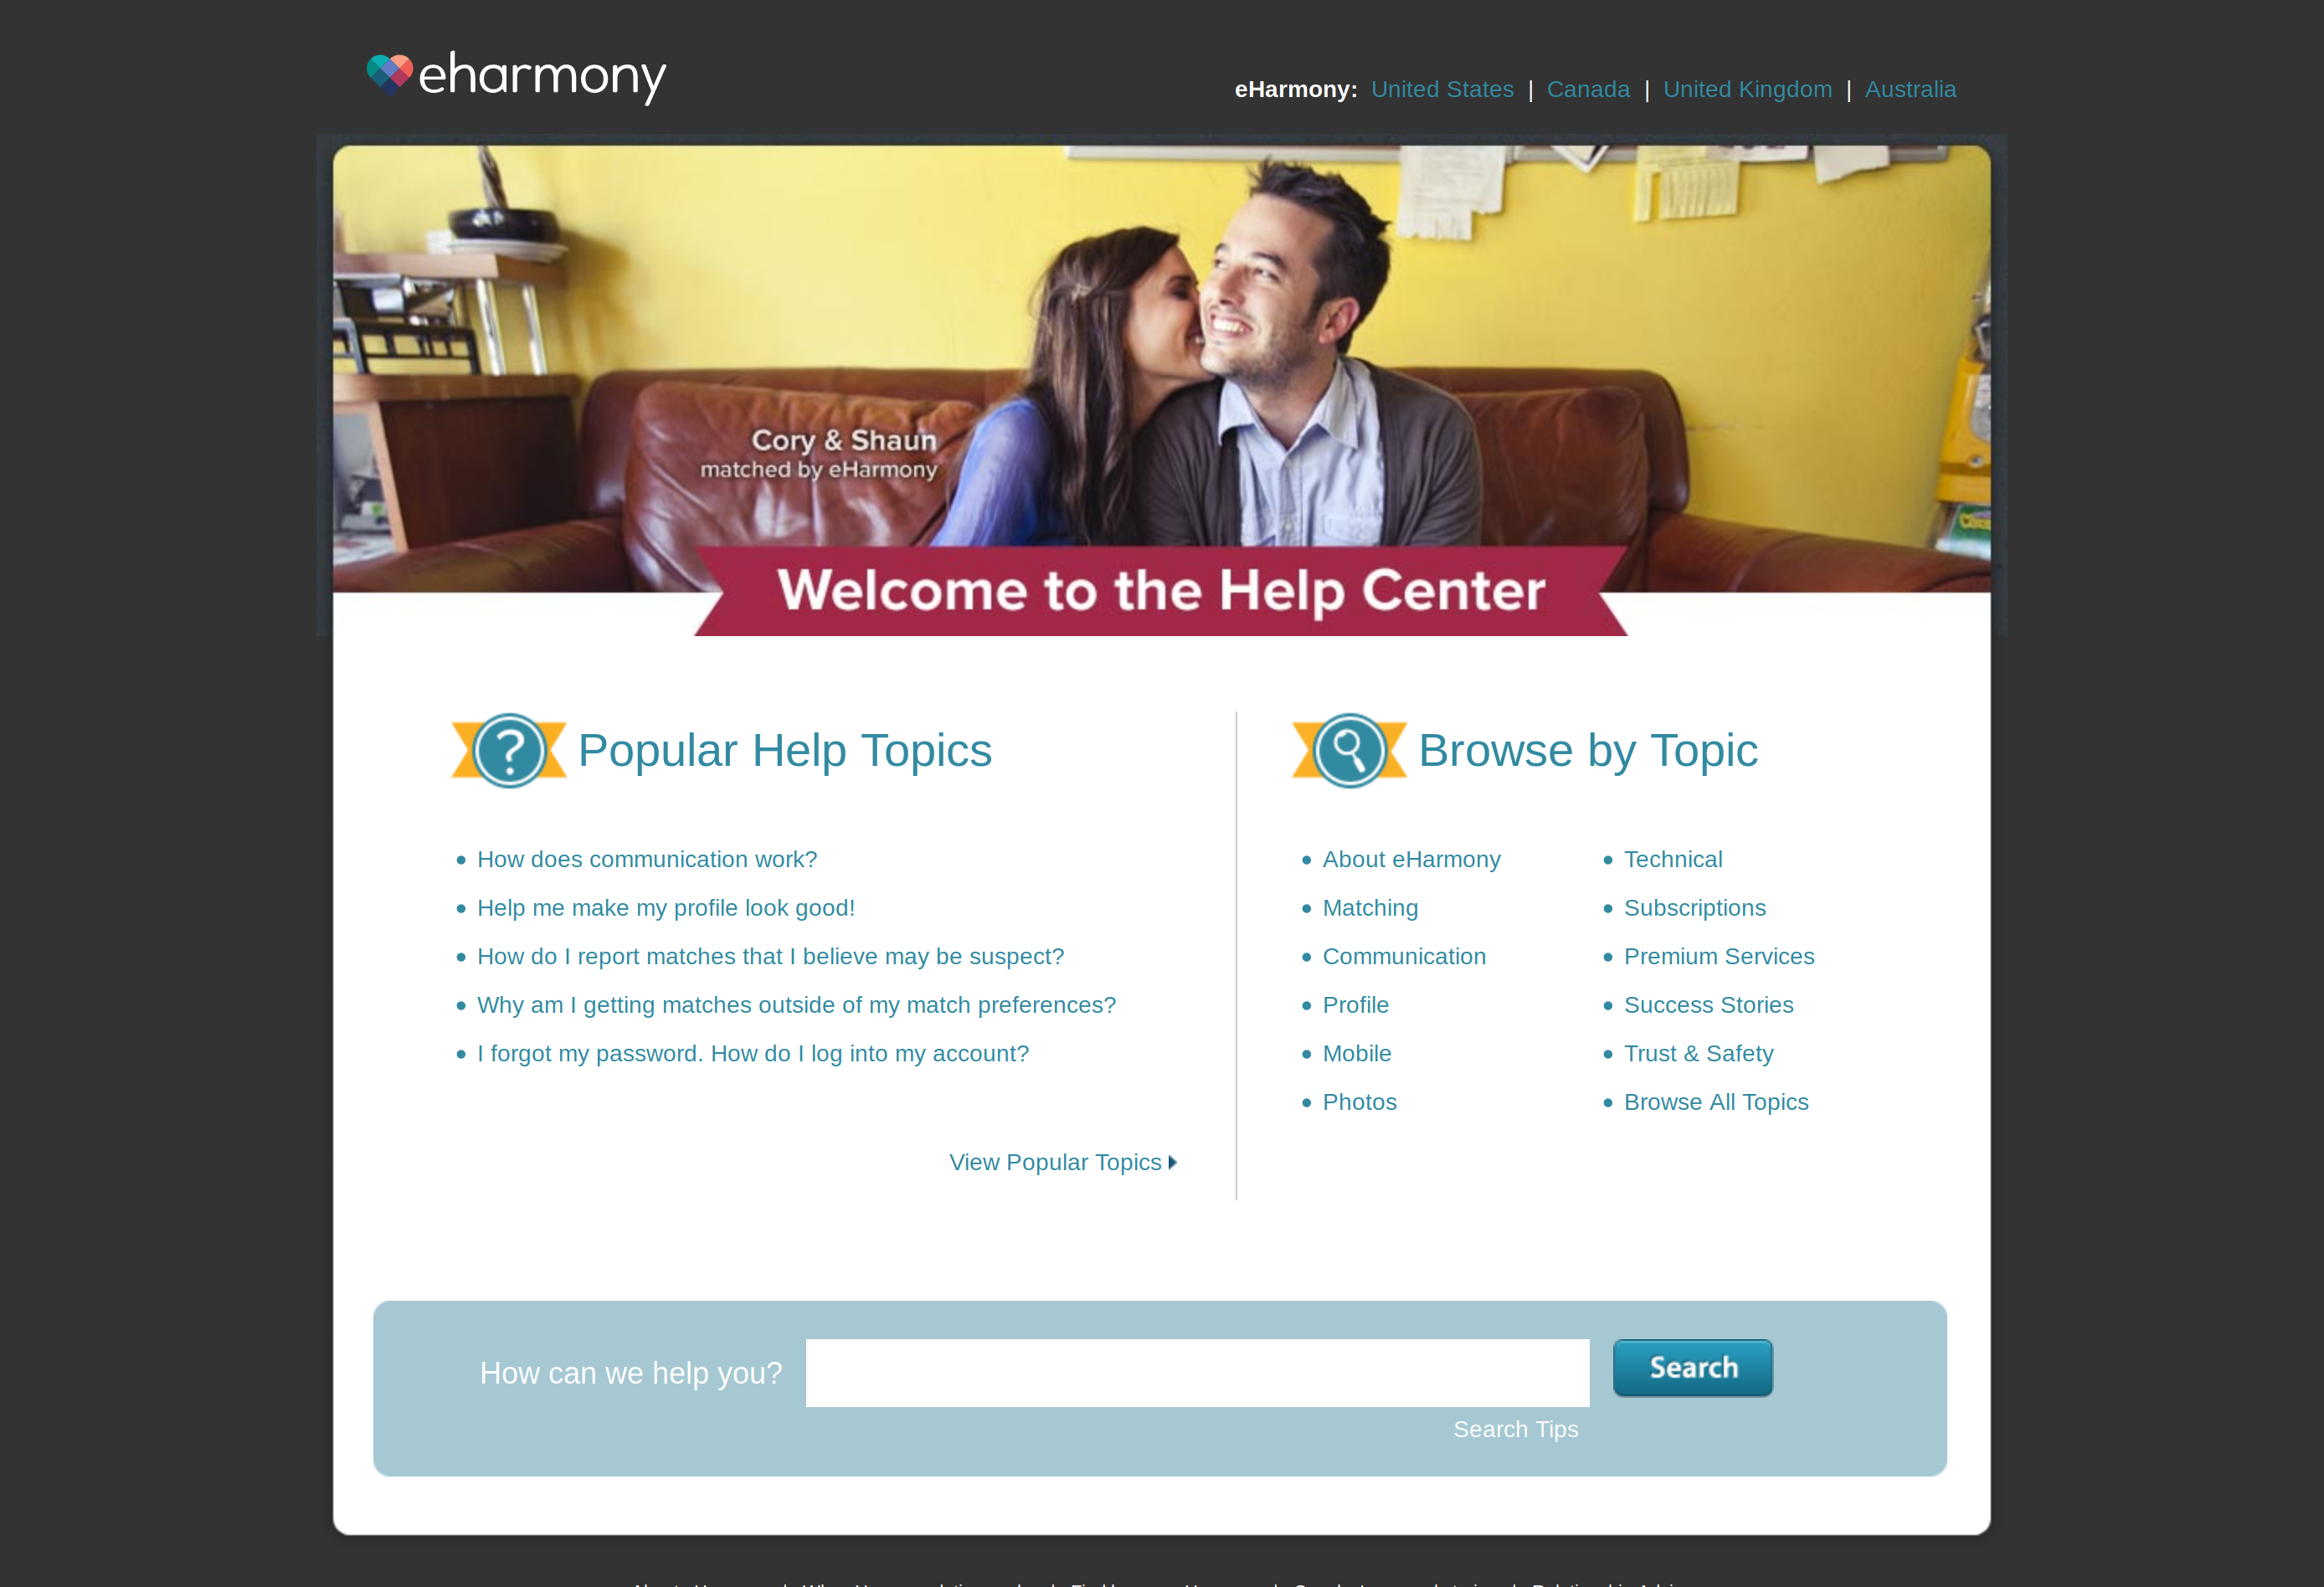 eharmony
eHarmony: United States | Canada | United Kingdom | Australia
Cory & Shaun
matched by eHarmony
Welcome to the Help Center
Popular Help Topics
How does communication work?
Help me make my profile look good!
How do I report matches that I believe may be suspect?
Why am I getting matches outside of my match preferences?
I forgot my password. How do I log into my account?
View Popular Topics
Browse by Topic
About eHarmony
Matching
Communication
Profile
Mobile
Photos
Technical
Subscriptions
Premium Services
Success Stories
Trust & Safety
Browse All Topics
How can we help you?
Search
Search Tips